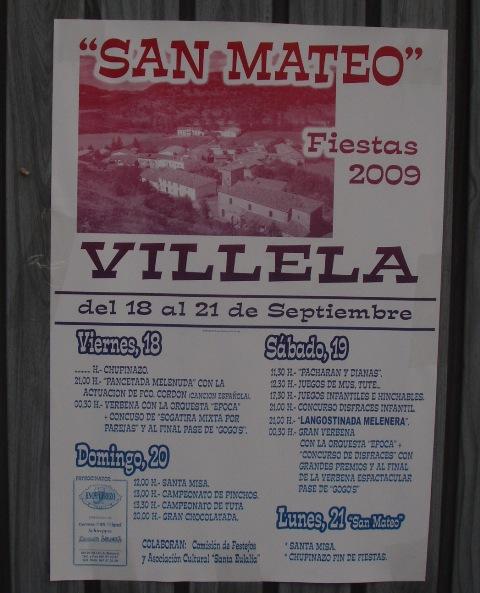 "SAN MATEO"
Fiestas
2009
VILLELA
del 18 al 21 de Septiembre
Viernes, 18
...... H.- CHUPINAZO.
21,00 H.- "PANCETADA MELENUDA" CON LA
ACTUACION DE FCO. CORDON (CANCION ESPAÑOLA).
00,30 H.- VERBENA CON LA ORQUESTA "EPOCA"
+ CONCUSO DE "SOGATIRA MIXTA POR
PAREJAS" Y AL FINAL PASE DE "GOGO'S".
Sábado, 19
11,30 H.- "PACHARAN Y DIANAS".
12,30 H.- JUEGOS DE MUS, TUTE..
17,30 H.- JUEGOS INFANTILES E HINCHABLES.
21,00 H.- CONCURSO DISFRACES INFANTIL.
21,00 H.- "LANGOSTINADA MELENERA".
00,30 H.- GRAN VERBENA
CON LA ORQUESTA "EPOCA" +
"CONCURSO DE DISFRACES" CON
GRANDES PREMIOS Y AL FINAL
DE LA VERBENA ESPACTACULAR
PASE DE "GOGO'S"
Domingo, 20
12,00 H.- SANTA MISA.
13,00 H.- CAMPEONATO DE PINCHOS.
13,30 H.- CAMPEONATO DE TUTA
20,00 H.- GRAN CHOCOLATADA.
Lunes, 21 "San Mateo"
* SANTA MISA.
* CHUPINAZO FIN DE FIESTAS.
COLABORAN: Comisión de Festejos
y Asociación Cultural "Santa Eulalia"